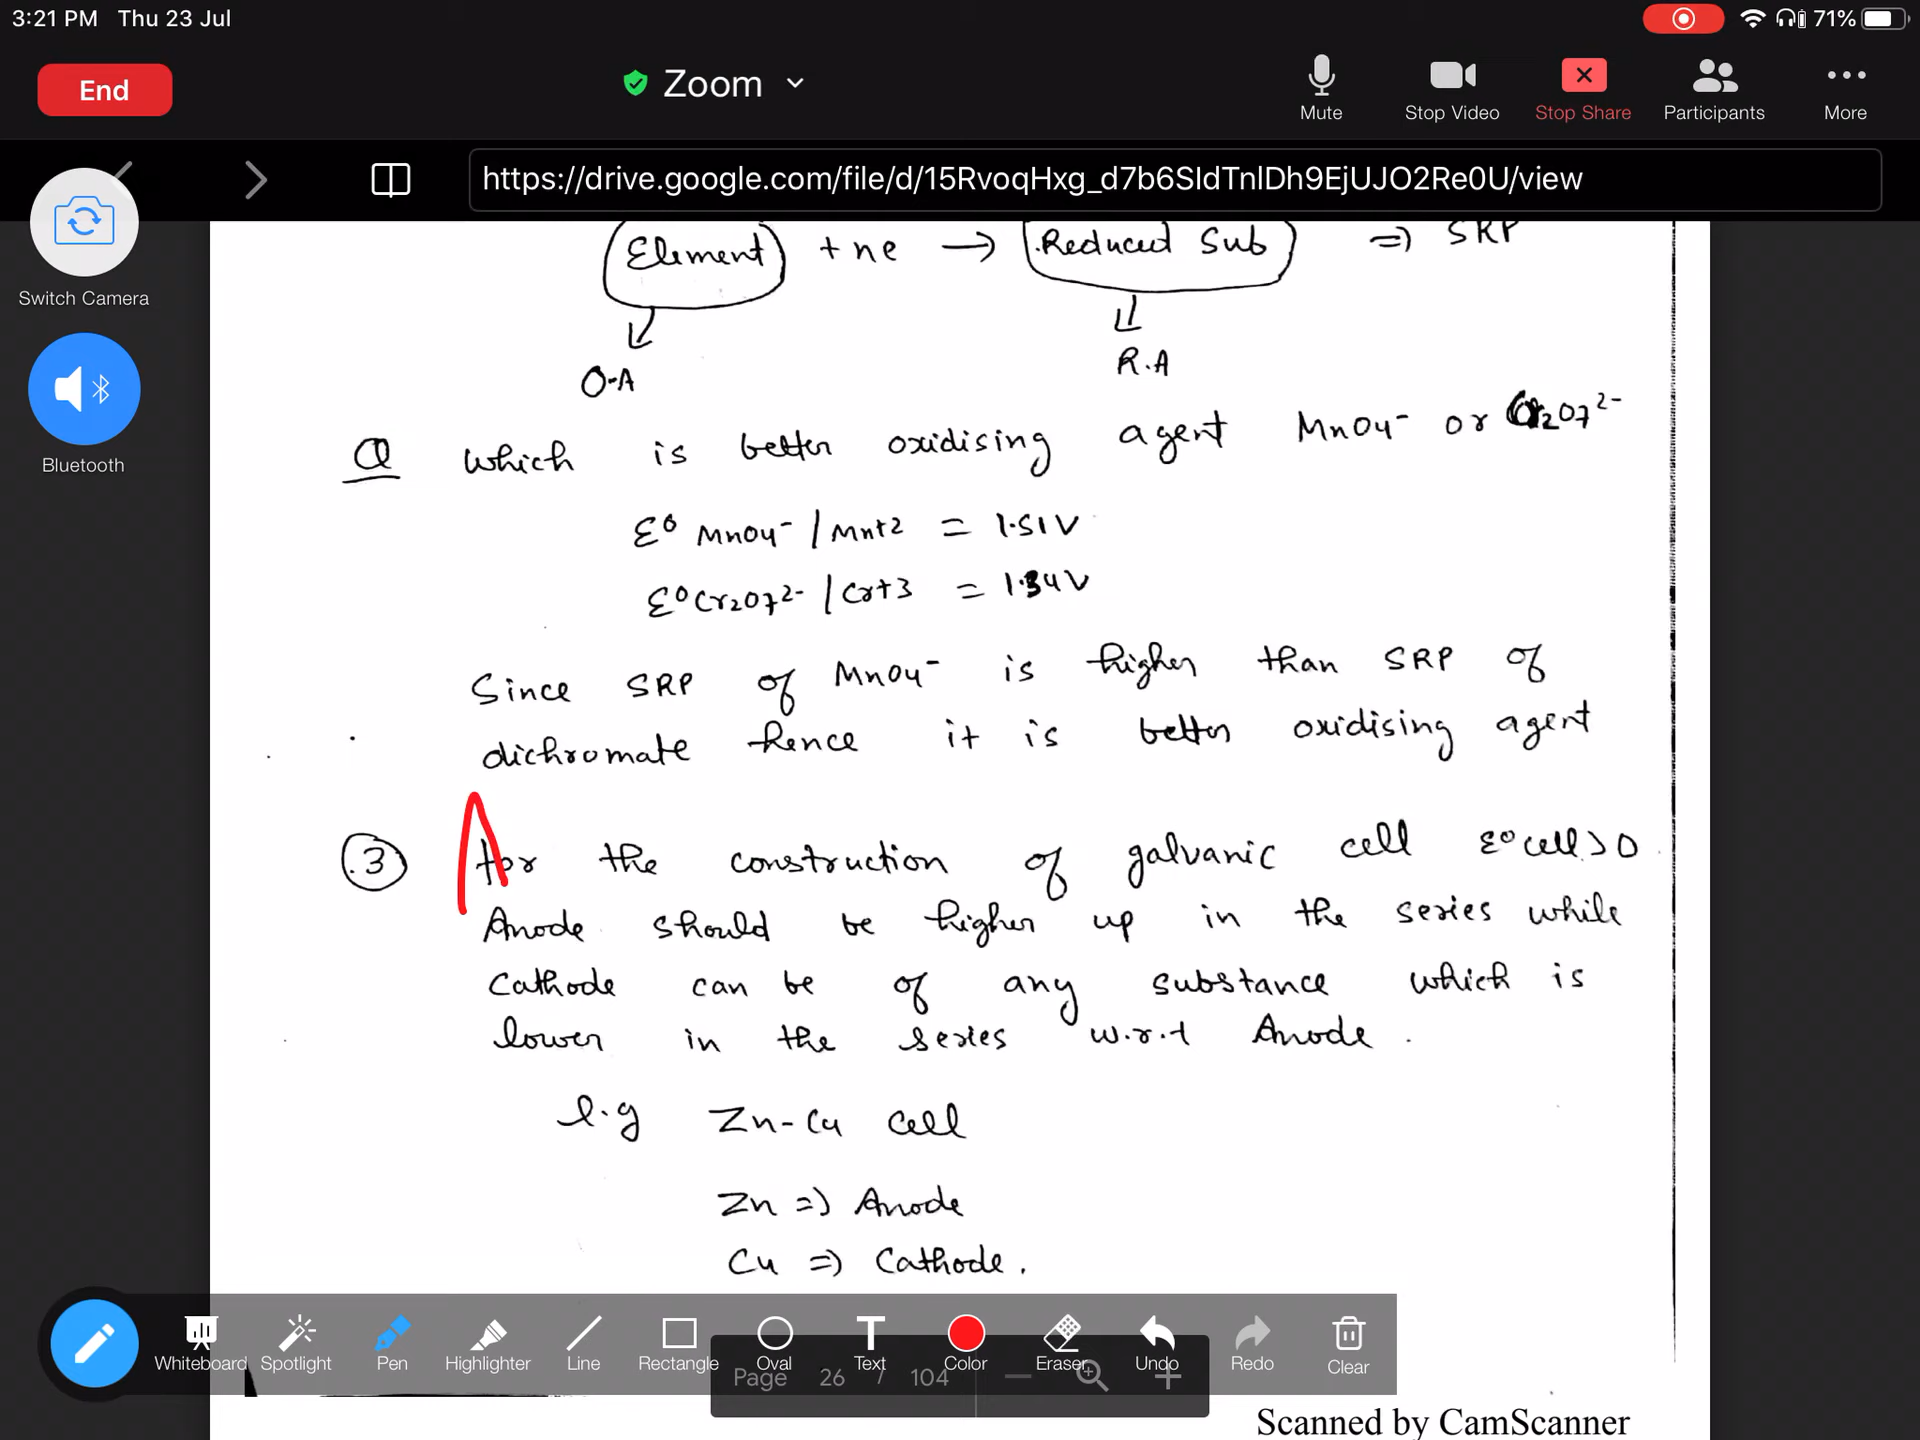 3:21 PM Thu 23 Jul
71%
End
Zoom
Mute
Stop Video
Stop Share
Participants
More
https://drive.google.com/file/d/15RvoqHxg_d7b6SIdTnlDh9EjUJO2Re0U/view
Switch Camera
Bluetooth
Element + ne → Reduced Sub ⇒ SRP
O.A
R.A
Q which is better oxidising agent MnO4⁻ or Cr2O7²⁻
E° MnO4⁻ / Mn+2 = 1.51V
E° Cr2O7²⁻ / Cr+3 = 1.34V
Since SRP of MnO4⁻ is higher than SRP of
dichromate hence it is better oxidising agent
3 for the construction of galvanic cell E° cell > 0
Anode should be higher up in the series while
Cathode can be of any substance which is
lower in the series w.r.t Anode.
e.g Zn-Cu Cell
Zn ⇒ Anode
Cu ⇒ Cathode.
Whiteboard
Spotlight
Pen
Highlighter
Line
Rectangle
Oval
Text
Color
Eraser
Undo
Redo
Clear
Page 26 / 104
Scanned by CamScanner